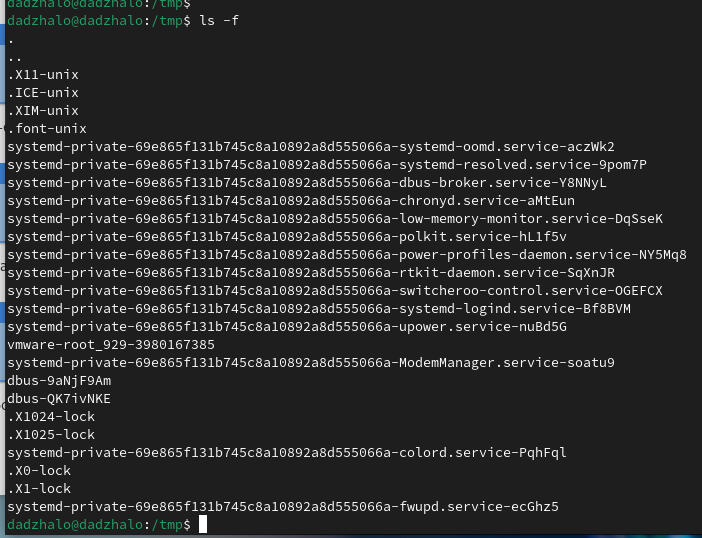 dadzhalo@dadzhalo:/tmp$
dadzhalo@dadzhalo:/tmp$ ls -f
.
..
.X11-unix
.ICE-unix
.XIM-unix
.font-unix
systemd-private-69e865f131b745c8a10892a8d555066a-systemd-oomd.service-aczWk2
systemd-private-69e865f131b745c8a10892a8d555066a-systemd-resolved.service-9pom7P
systemd-private-69e865f131b745c8a10892a8d555066a-dbus-broker.service-Y8NNyL
systemd-private-69e865f131b745c8a10892a8d555066a-chronyd.service-aMtEun
systemd-private-69e865f131b745c8a10892a8d555066a-low-memory-monitor.service-DqSseK
systemd-private-69e865f131b745c8a10892a8d555066a-polkit.service-hL1f5v
systemd-private-69e865f131b745c8a10892a8d555066a-power-profiles-daemon.service-NY5Mq8
systemd-private-69e865f131b745c8a10892a8d555066a-rtkit-daemon.service-SqXnJR
systemd-private-69e865f131b745c8a10892a8d555066a-switcheroo-control.service-OGEFCX
systemd-private-69e865f131b745c8a10892a8d555066a-systemd-logind.service-Bf8BVM
systemd-private-69e865f131b745c8a10892a8d555066a-upower.service-nuBd5G
vmware-root_929-3980167385
systemd-private-69e865f131b745c8a10892a8d555066a-ModemManager.service-soatu9
dbus-9aNjF9Am
dbus-QK7ivNKE
.X1024-lock
.X1025-lock
systemd-private-69e865f131b745c8a10892a8d555066a-colord.service-PqhFql
.X0-lock
.X1-lock
systemd-private-69e865f131b745c8a10892a8d555066a-fwupd.service-ecGhz5
dadzhalo@dadzhalo:/tmp$